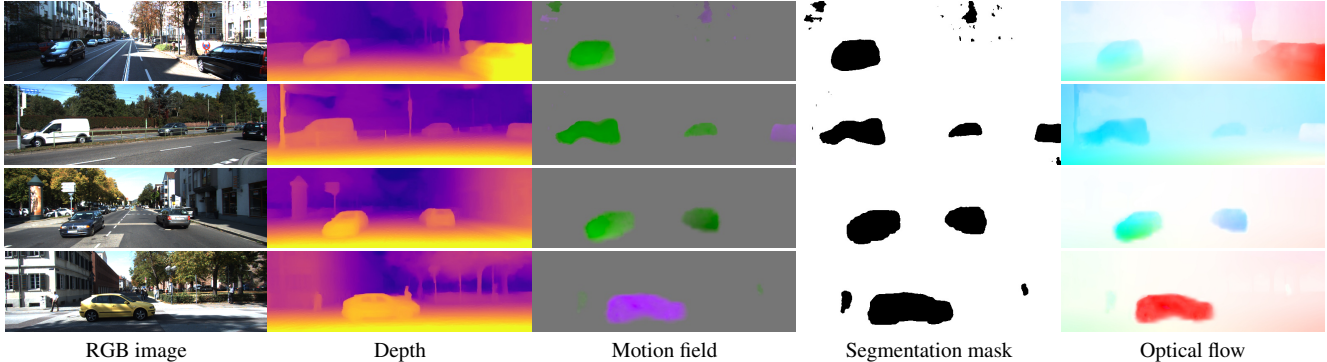 RGB image
Depth
Motion field
Segmentation mask
Optical flow